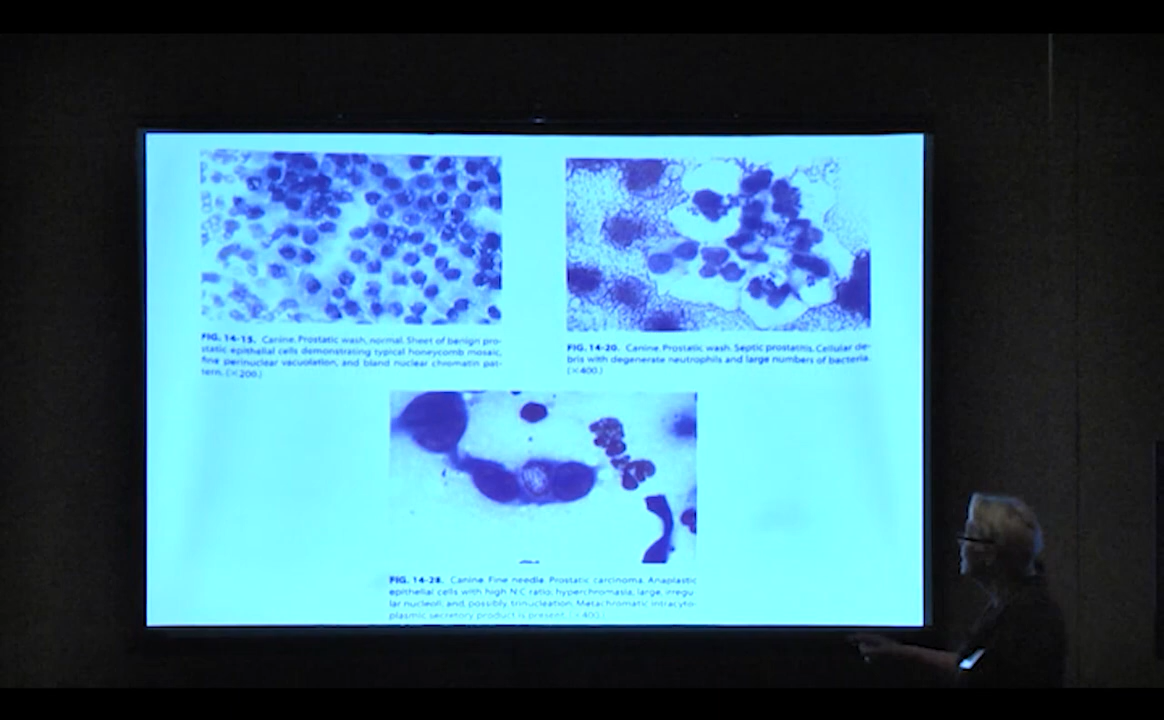 FIG. 14-15. Canine. Prostatic wash, normal. Sheet of benign pro-
static epithelial cells demonstrating typical honeycomb mosaic,
fine perinuclear vacuolation, and bland nuclear chromatin pat-
tern. (×200.)
FIG. 14-20. Canine. Prostatic wash. Septic prostatitis. Cellular de-
bris with degenerate neutrophils and large numbers of bacteria.
(×400.)
FIG. 14-28. Canine. Fine needle. Prostatic carcinoma. Anaplastic
epithelial cells with high N:C ratio, hyperchromasia, large, irregu
lar nucleoli, and, possibly trinucleation. Metachromatic intracyto-
plasmic secretory product is present. (×400.)